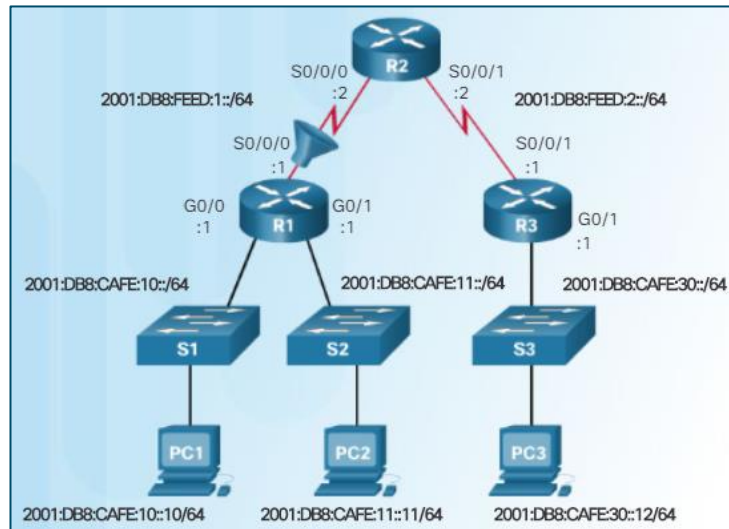 R2
S0/0/0
:2
S0/0/1
:2
2001:DB8:FEED:1::/64
2001:DB8:FEED:2::/64
S0/0/0
:1
S0/0/1
:1
G0/0
:1
R1
G0/1
:1
R3
G0/1
:1
2001:DB8:CAFE:10::/64
2001:DB8:CAFE:11::/64
2001:DB8:CAFE:30::/64
S1
S2
S3
PC1
PC2
PC3
2001:DB8:CAFE:10::10/64
2001:DB8:CAFE:11::11/64
2001:DB8:CAFE:30::12/64